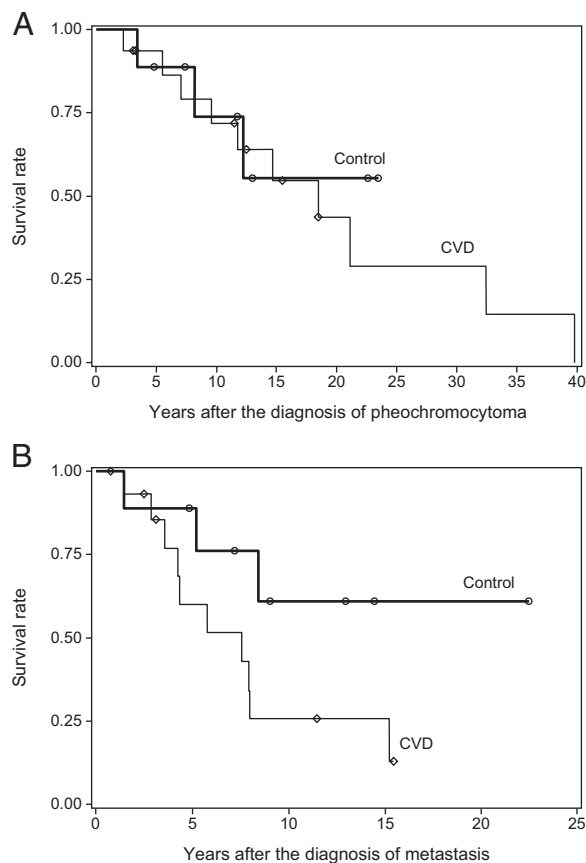 A
1.00
0.75
0.50
0.25
0.00
Survival rate
Control
CVD
0 5 10 15 20 25 30 35 40
Years after the diagnosis of pheochromocytoma
B
1.00
0.75
0.50
0.25
0.00
Survival rate
Control
CVD
0 5 10 15 20 25
Years after the diagnosis of metastasis